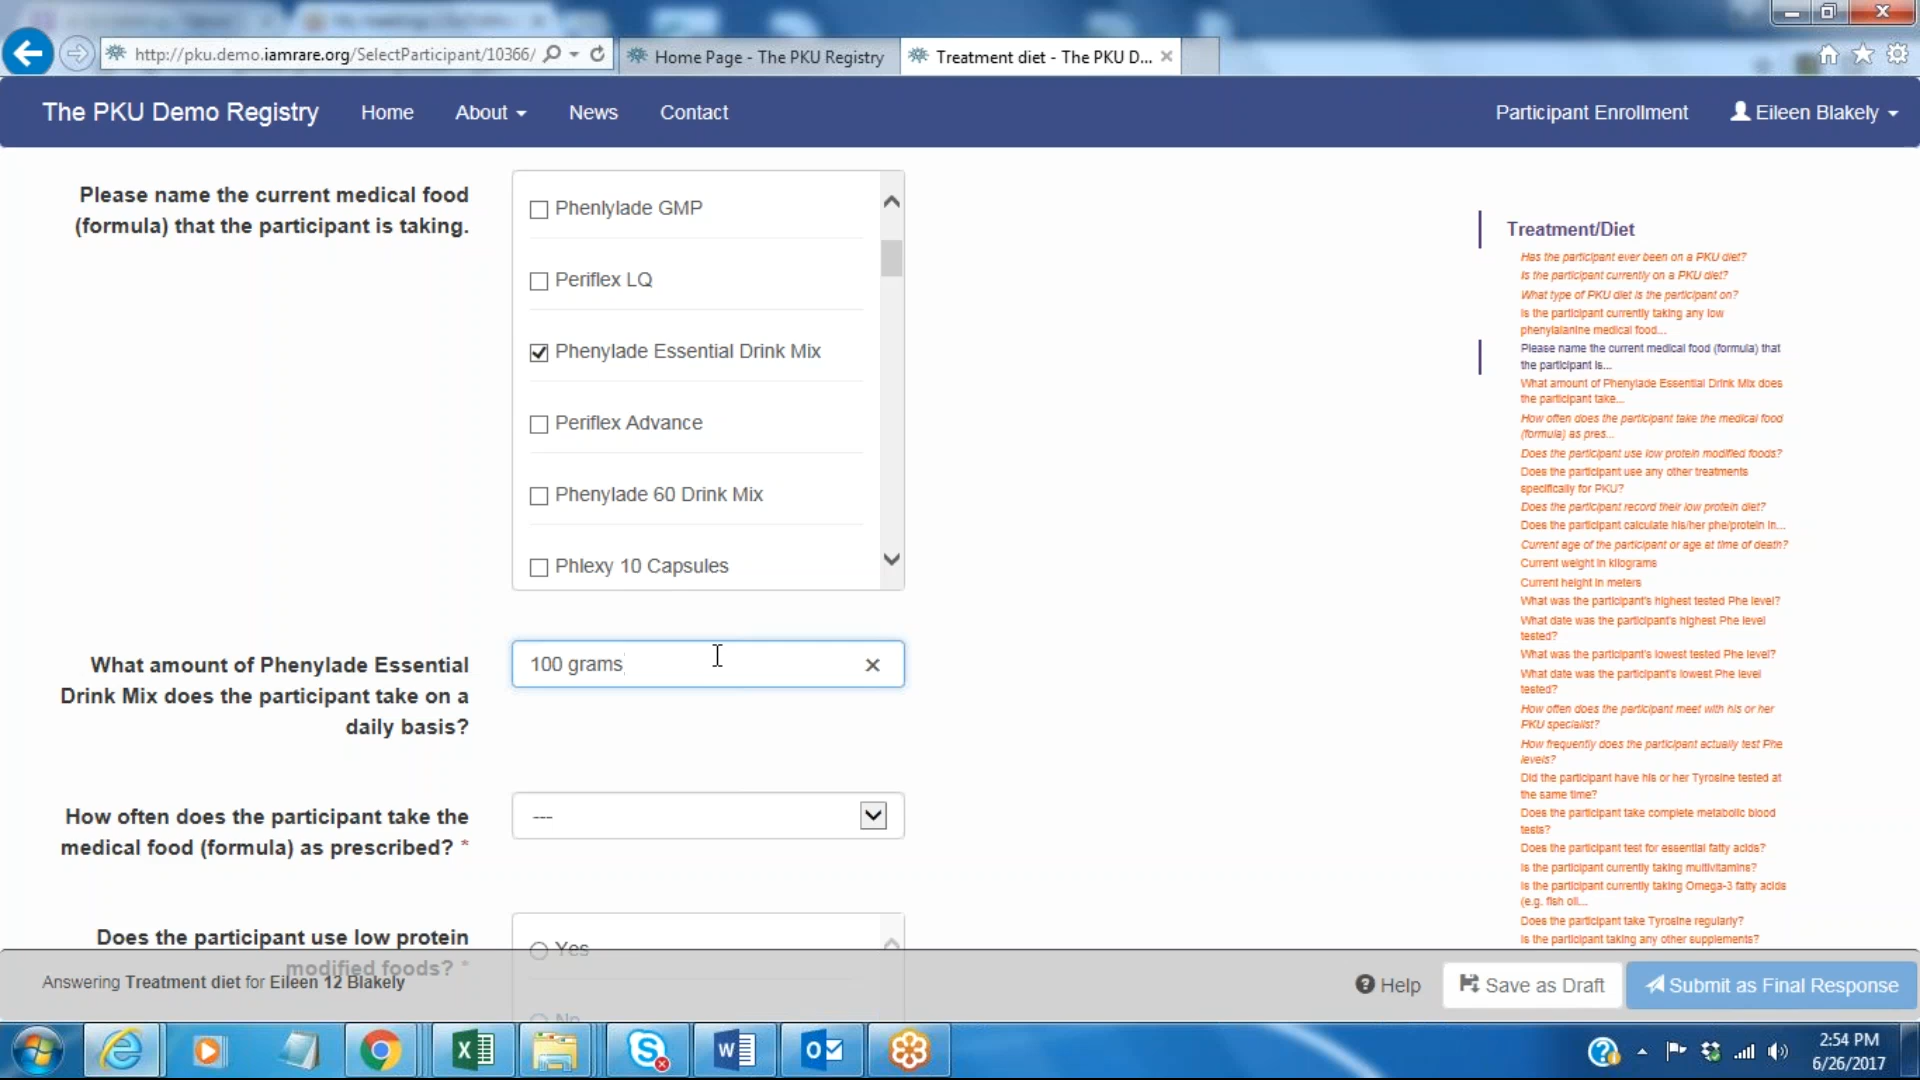 http://pku.demo.iamrare.org/SelectParticipant/10366/
Home Page - The PKU Registry
Treatment diet - The PKU D...
The PKU Demo Registry
Home
About
News
Contact
Participant Enrollment
Eileen Blakely
Please name the current medical food
(formula) that the participant is taking.
Phenlylade GMP
Periflex LQ
Phenylade Essential Drink Mix
Periflex Advance
Phenylade 60 Drink Mix
Phlexy 10 Capsules
What amount of Phenylade Essential
Drink Mix does the participant take on a
daily basis?
100 grams
How often does the participant take the
medical food (formula) as prescribed? *
---
Does the participant use low protein
modified foods? *
Yes
No
Treatment/Diet
Has the participant ever been on a PKU diet?
Is the participant currently on a PKU diet?
What type of PKU diet is the participant on?
Is the participant currently taking any low
phenylalanine medical food...
Please name the current medical food (formula) that
the participant is...
What amount of Phenylade Essential Drink Mix does
the participant take...
How often does the participant take the medical food
(formula) as pres...
Does the participant use low protein modified foods?
Does the participant use any other treatments
specifically for PKU?
Does the participant record their low protein diet?
Does the participant calculate his/her phe/protein in...
Current age of the participant or age at time of death?
Current weight in kilograms
Current height in meters
What was the participant's highest tested Phe level?
What date was the participant's highest Phe level
tested?
What was the participant's lowest tested Phe level?
What date was the participant's lowest Phe level
tested?
How often does the participant meet with his or her
PKU specialist?
How frequently does the participant actually test Phe
levels?
Did the participant have his or her Tyrosine tested at
the same time?
Does the participant take complete metabolic blood
tests?
Does the participant test for essential fatty acids?
Is the participant currently taking multivitamins?
Is the participant currently taking Omega-3 fatty acids
(e.g. fish oil...
Does the participant take Tyrosine regularly?
Is the participant taking any other supplements?
Answering Treatment diet for Eileen 12 Blakely
Help
Save as Draft
Submit as Final Response
2:54 PM
6/26/2017